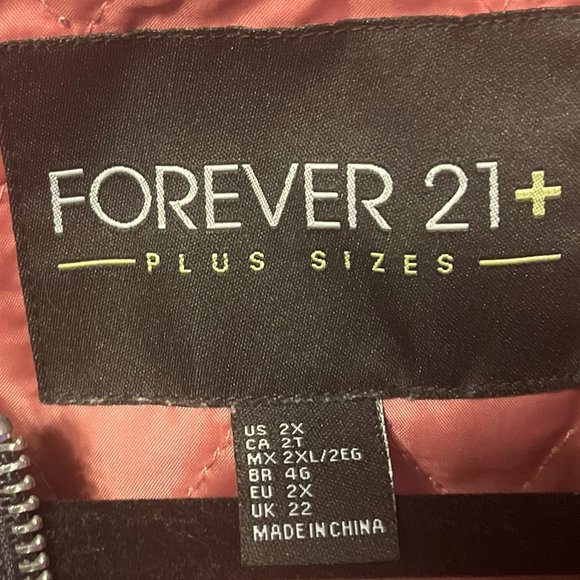 FOREVER 21+
PLUS SIZES
US 2X
CA 2T
MX 2XL/2EG
BR 4G
EU 2X
UK 22
MADE IN CHINA